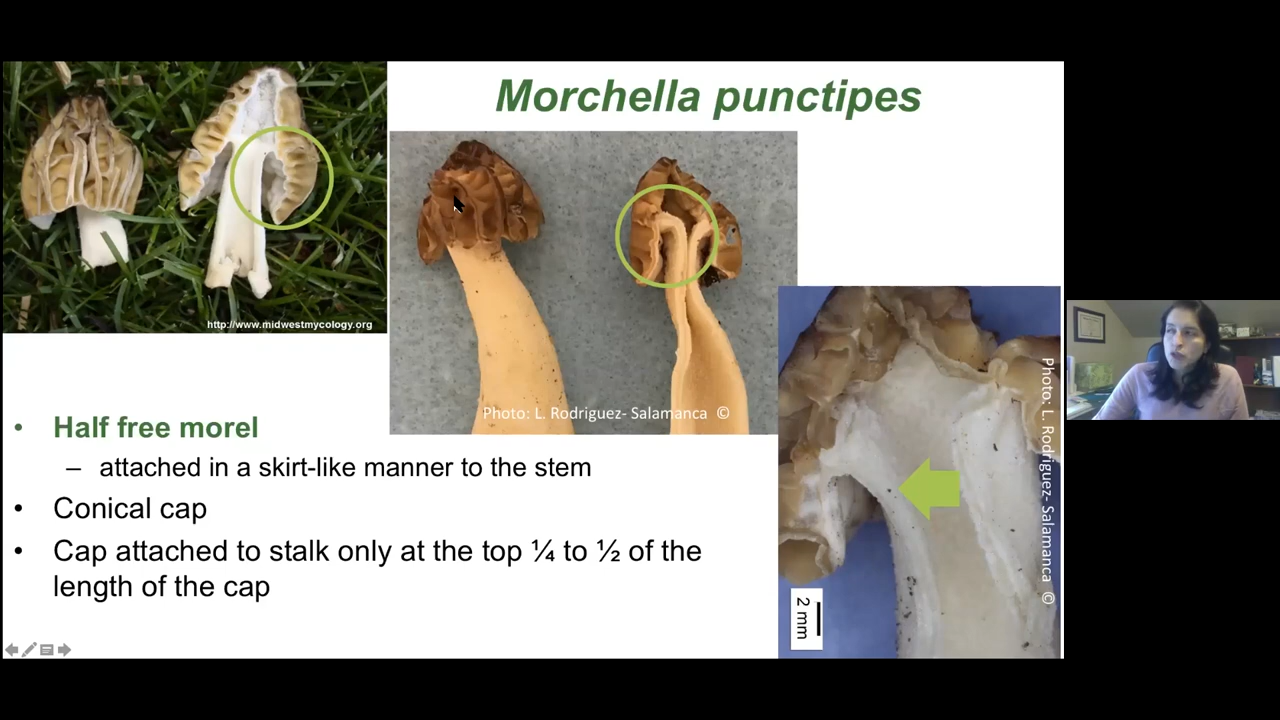 Morchella punctipes
http://www.midwestmycology.org
Photo: L. Rodriguez- Salamanca ©
Photo: L. Rodriguez- Salamanca ©
2 mm
• Half free morel
– attached in a skirt-like manner to the stem
• Conical cap
• Cap attached to stalk only at the top ¼ to ½ of the
length of the cap